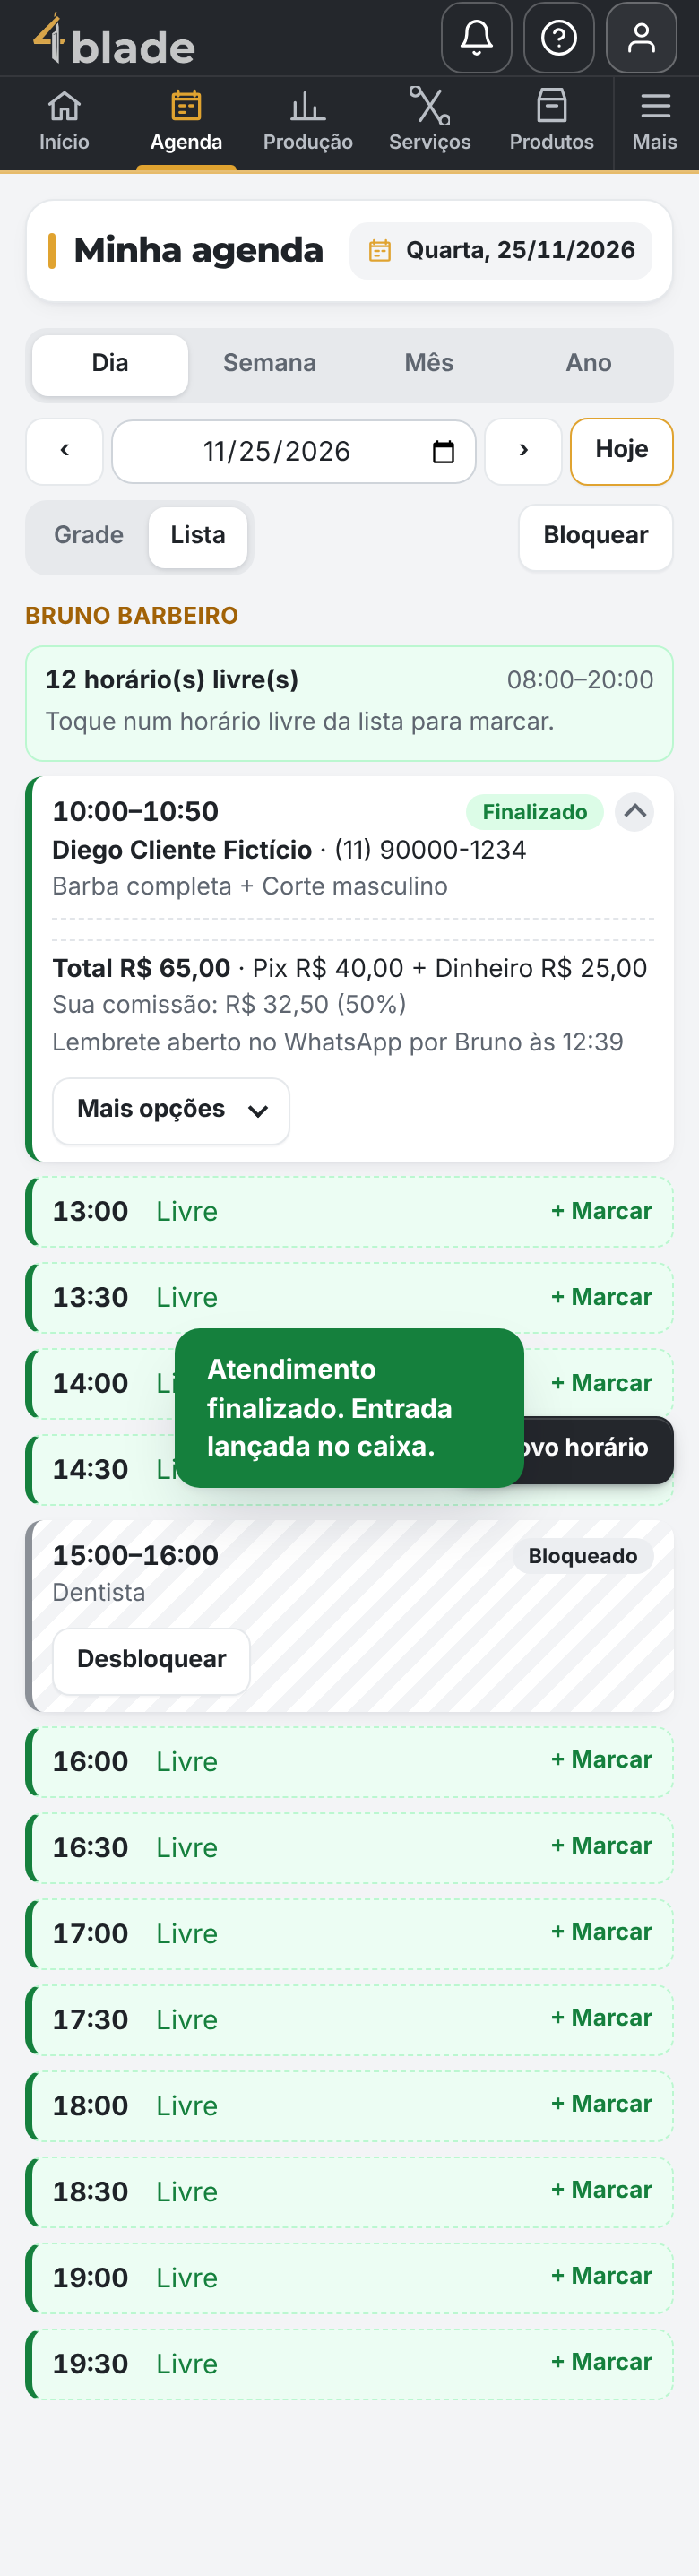 4blade
Início
Agenda
Produção
Serviços
Produtos
Mais
Minha agenda
Quarta, 25/11/2026
Dia
Semana
Mês
Ano
‹
11/25/2026
›
Hoje
Grade
Lista
Bloquear
BRUNO BARBEIRO
12 horário(s) livre(s)
08:00–20:00
Toque num horário livre da lista para marcar.
10:00–10:50
Finalizado
Diego Cliente Fictício · (11) 90000-1234
Barba completa + Corte masculino
Total R$ 65,00 · Pix R$ 40,00 + Dinheiro R$ 25,00
Sua comissão: R$ 32,50 (50%)
Lembrete aberto no WhatsApp por Bruno às 12:39
Mais opções
13:00 Livre + Marcar
13:30 Livre + Marcar
14:00 + Marcar
Atendimento
finalizado. Entrada
lançada no caixa.
horário
14:30
15:00–16:00
Bloqueado
Dentista
Desbloquear
16:00 Livre + Marcar
16:30 Livre + Marcar
17:00 Livre + Marcar
17:30 Livre + Marcar
18:00 Livre + Marcar
18:30 Livre + Marcar
19:00 Livre + Marcar
19:30 Livre + Marcar